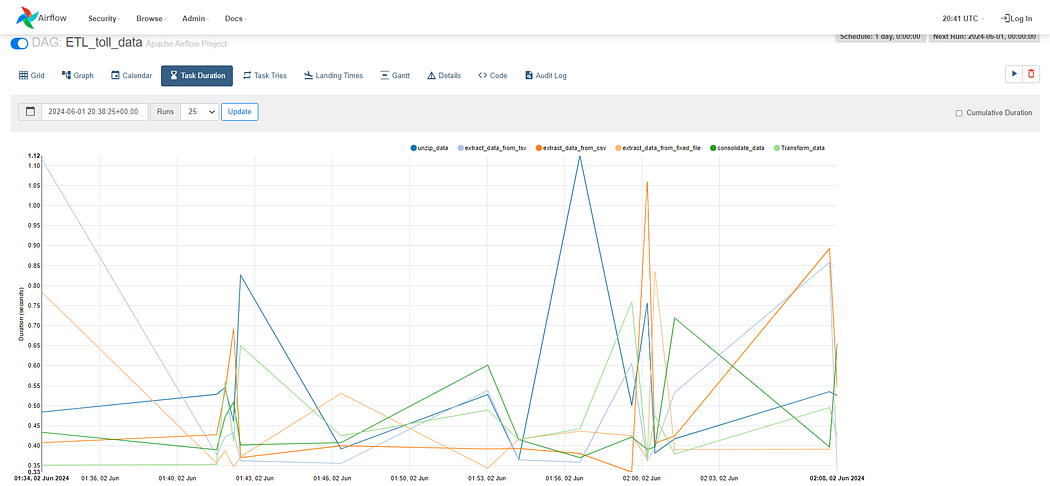 Airflow
Security Browse Admin Docs 20:41 UTC Log In
DAG: ETL_toll_data Apache Airflow Project
Schedule: 1 day, 0:00:00 Next Run: 2024-06-01, 00:00:00
Grid Graph Calendar Task Duration Task Tries Landing Times Gantt Details Code Audit Log
2024-06-01 20:38:25+00:00 Runs 25 Update Cumulative Duration
unzip_data extract_data_from_tsv extract_data_from_csv extract_data_from_fixed_file consolidate_data Transform_data
1.12
1.10
1.05
1.00
0.95
0.90
0.85
0.80
0.75
0.70
0.65
0.60
0.55
0.50
0.45
0.40
0.35
0.33
Duration (seconds)
01:34, 02 Jun 2024 01:36, 02 Jun 01:40, 02 Jun 01:43, 02 Jun 01:46, 02 Jun 01:50, 02 Jun 01:53, 02 Jun 01:56, 02 Jun 02:00, 02 Jun 02:03, 02 Jun 02:08, 02 Jun 2024